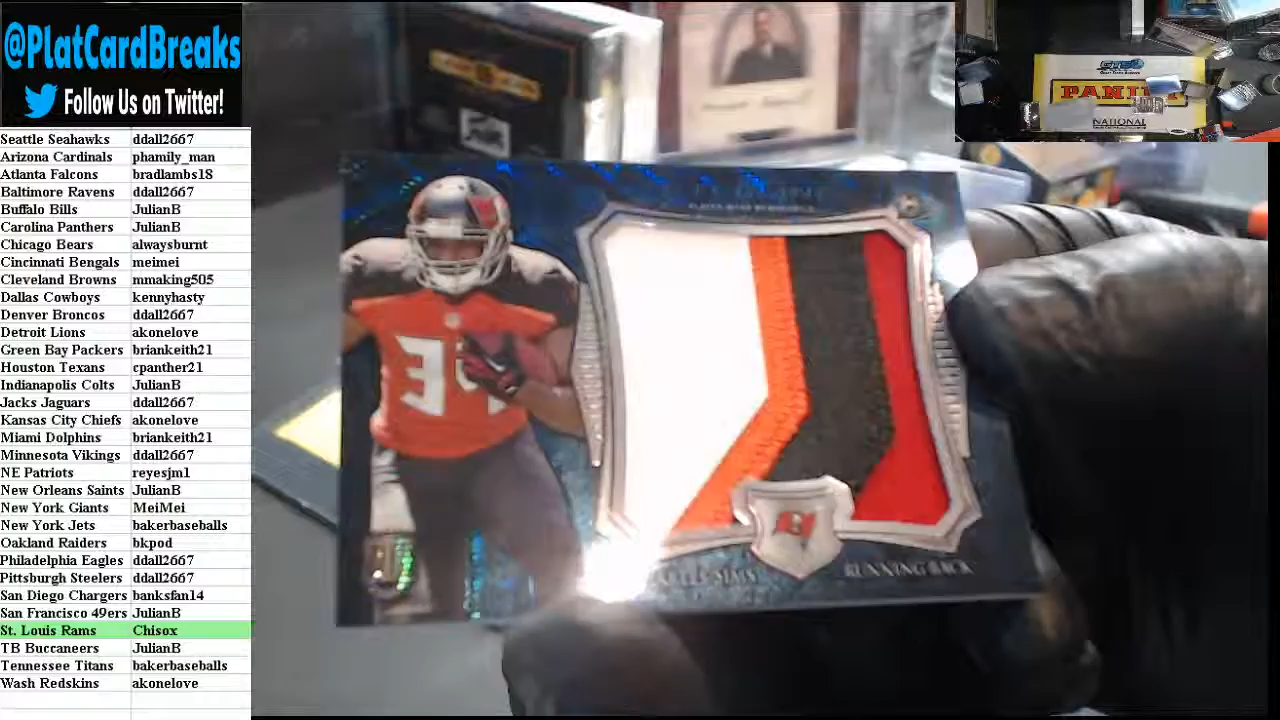 @PlatCardBreaks
Follow Us on Twitter!
Seattle Seahawks ddall2667
Arizona Cardinals phamily_man
Atlanta Falcons bradlambs18
Baltimore Ravens ddall2667
Buffalo Bills JulianB
Carolina Panthers JulianB
Chicago Bears alwaysburnt
Cincinnati Bengals meimei
Cleveland Browns mmaking505
Dallas Cowboys kennyhasty
Denver Broncos ddall2667
Detroit Lions akonelove
Green Bay Packers briankeith21
Houston Texans cpanther21
Indianapolis Colts JulianB
Jacks Jaguars ddall2667
Kansas City Chiefs akonelove
Miami Dolphins briankeith21
Minnesota Vikings ddall2667
NE Patriots reyesjm1
New Orleans Saints JulianB
New York Giants MeiMei
New York Jets bakerbaseballs
Oakland Raiders bkpod
Philadelphia Eagles ddall2667
Pittsburgh Steelers ddall2667
San Diego Chargers banksfan14
San Francisco 49ers JulianB
St. Louis Rams Chisox
TB Buccaneers JulianB
Tennessee Titans bakerbaseballs
Wash Redskins akonelove
34
SIMS
RUNNING BACK
GTS
PANINI
NATIONAL